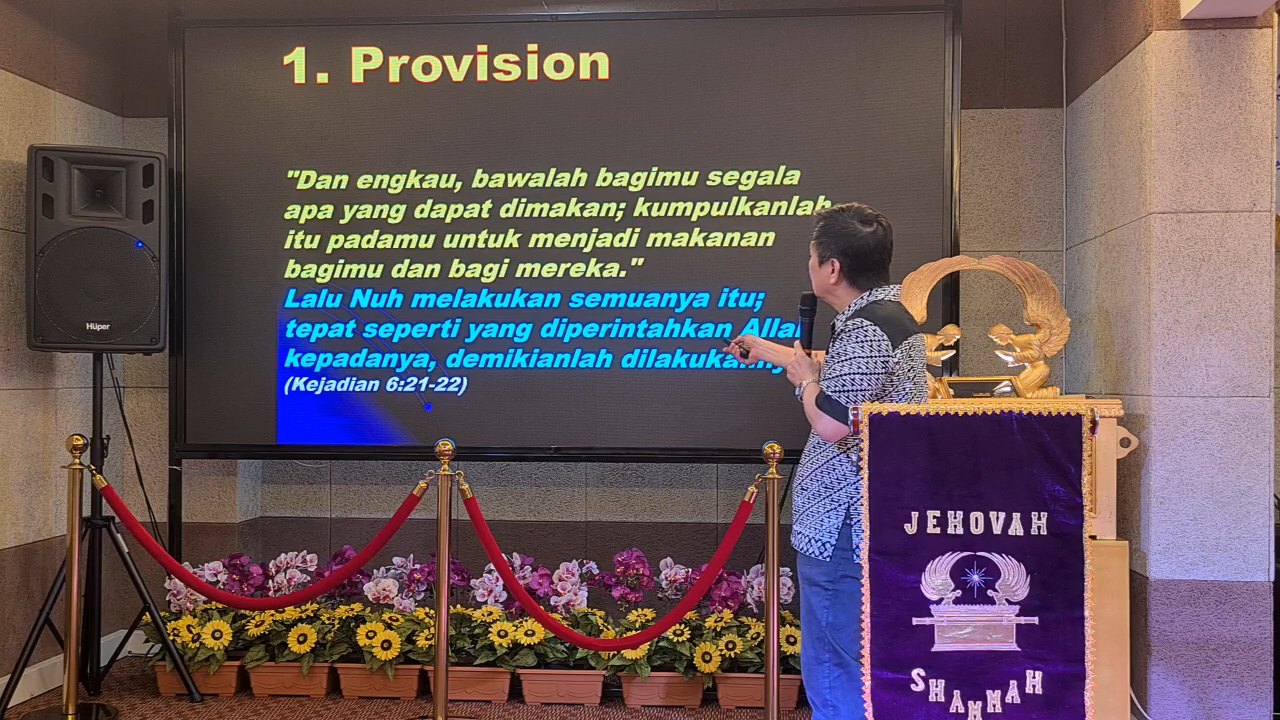 1. Provision
"Dan engkau, bawalah bagimu segala
apa yang dapat dimakan; kumpulkanlah
itu padamu untuk menjadi makanan
bagimu dan bagi mereka."
Lalu Nuh melakukan semuanya itu;
tepat seperti yang diperintahkan Allah
kepadanya, demikianlah
(Kejadian 6:21-22)
Hüper
JEHOVAH
SHAMMAH